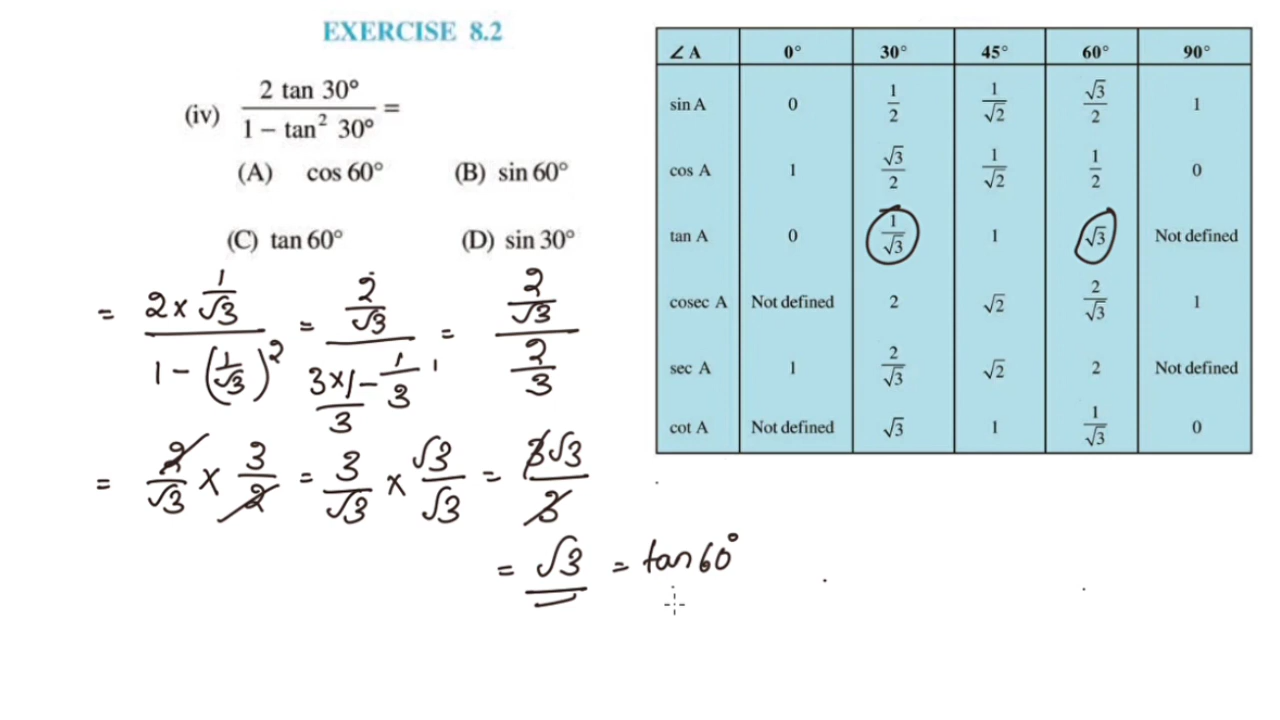 EXERCISE 8.2
(iv) 2 tan 30° / 1 − tan² 30° =
(A) cos 60° (B) sin 60°
(C) tan 60° (D) sin 30°
= 2 × 1/√3 / 1 − (1/√3)² = 2/√3 / 3×1/3 − 1/3 = 2/√3 / 2/3
= 2/√3 × 3/2 = 3/√3 × √3/√3 = 3√3/3
= √3 = tan 60°
∠A 0° 30° 45° 60° 90°
sin A 0 1/2 1/√2 √3/2 1
cos A 1 √3/2 1/√2 1/2 0
tan A 0 1/√3 1 √3 Not defined
cosec A Not defined 2 √2 2/√3 1
sec A 1 2/√3 √2 2 Not defined
cot A Not defined √3 1 1/√3 0